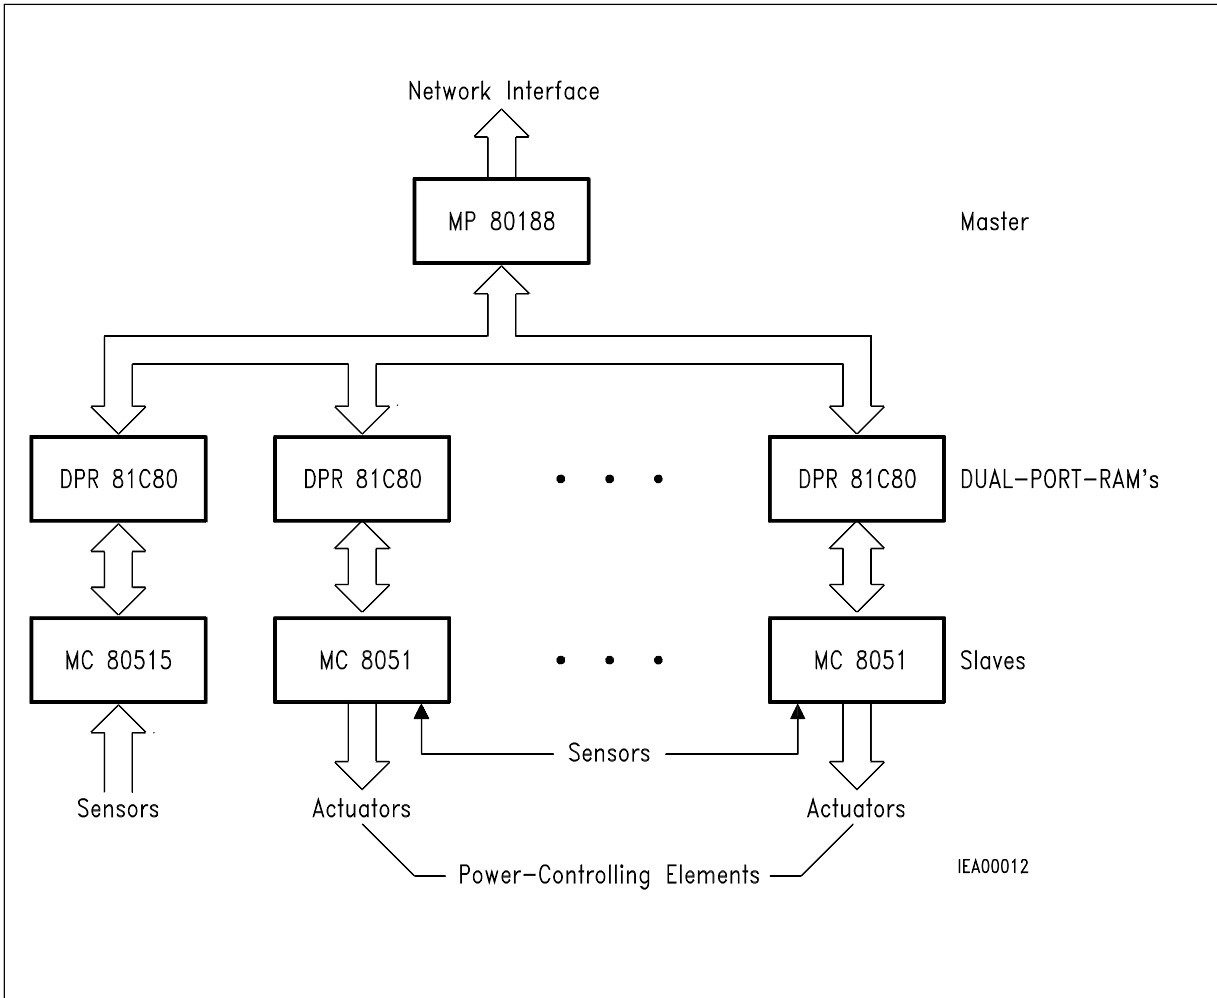 Network Interface
MP 80188
Master
DPR 81C80
DPR 81C80
DPR 81C80
DUAL-PORT-RAM's
MC 80515
MC 8051
MC 8051
Slaves
Sensors
Sensors
Actuators
Actuators
Power-Controlling Elements
IEA00012